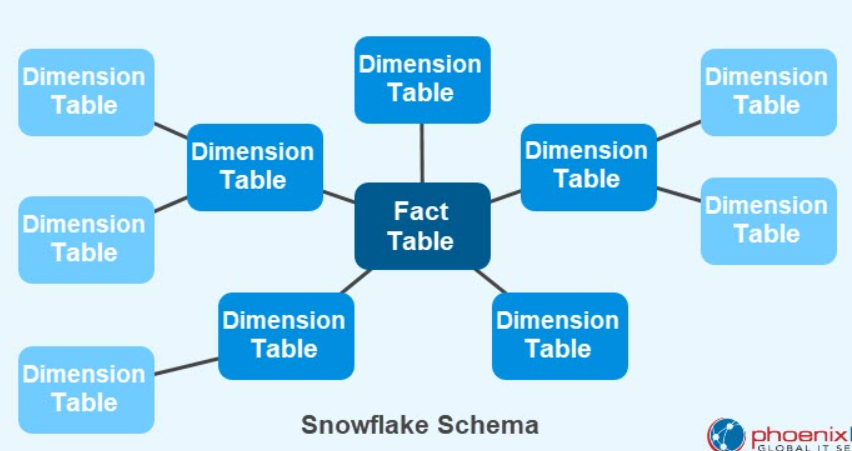 Dimension
Table
Dimension
Table
Dimension
Table
Dimension
Table
Dimension
Table
Dimension
Table
Dimension
Table
Fact
Table
Dimension
Table
Dimension
Table
Dimension
Table
Dimension
Table
Snowflake Schema
phoenix
GLOBAL IT SE